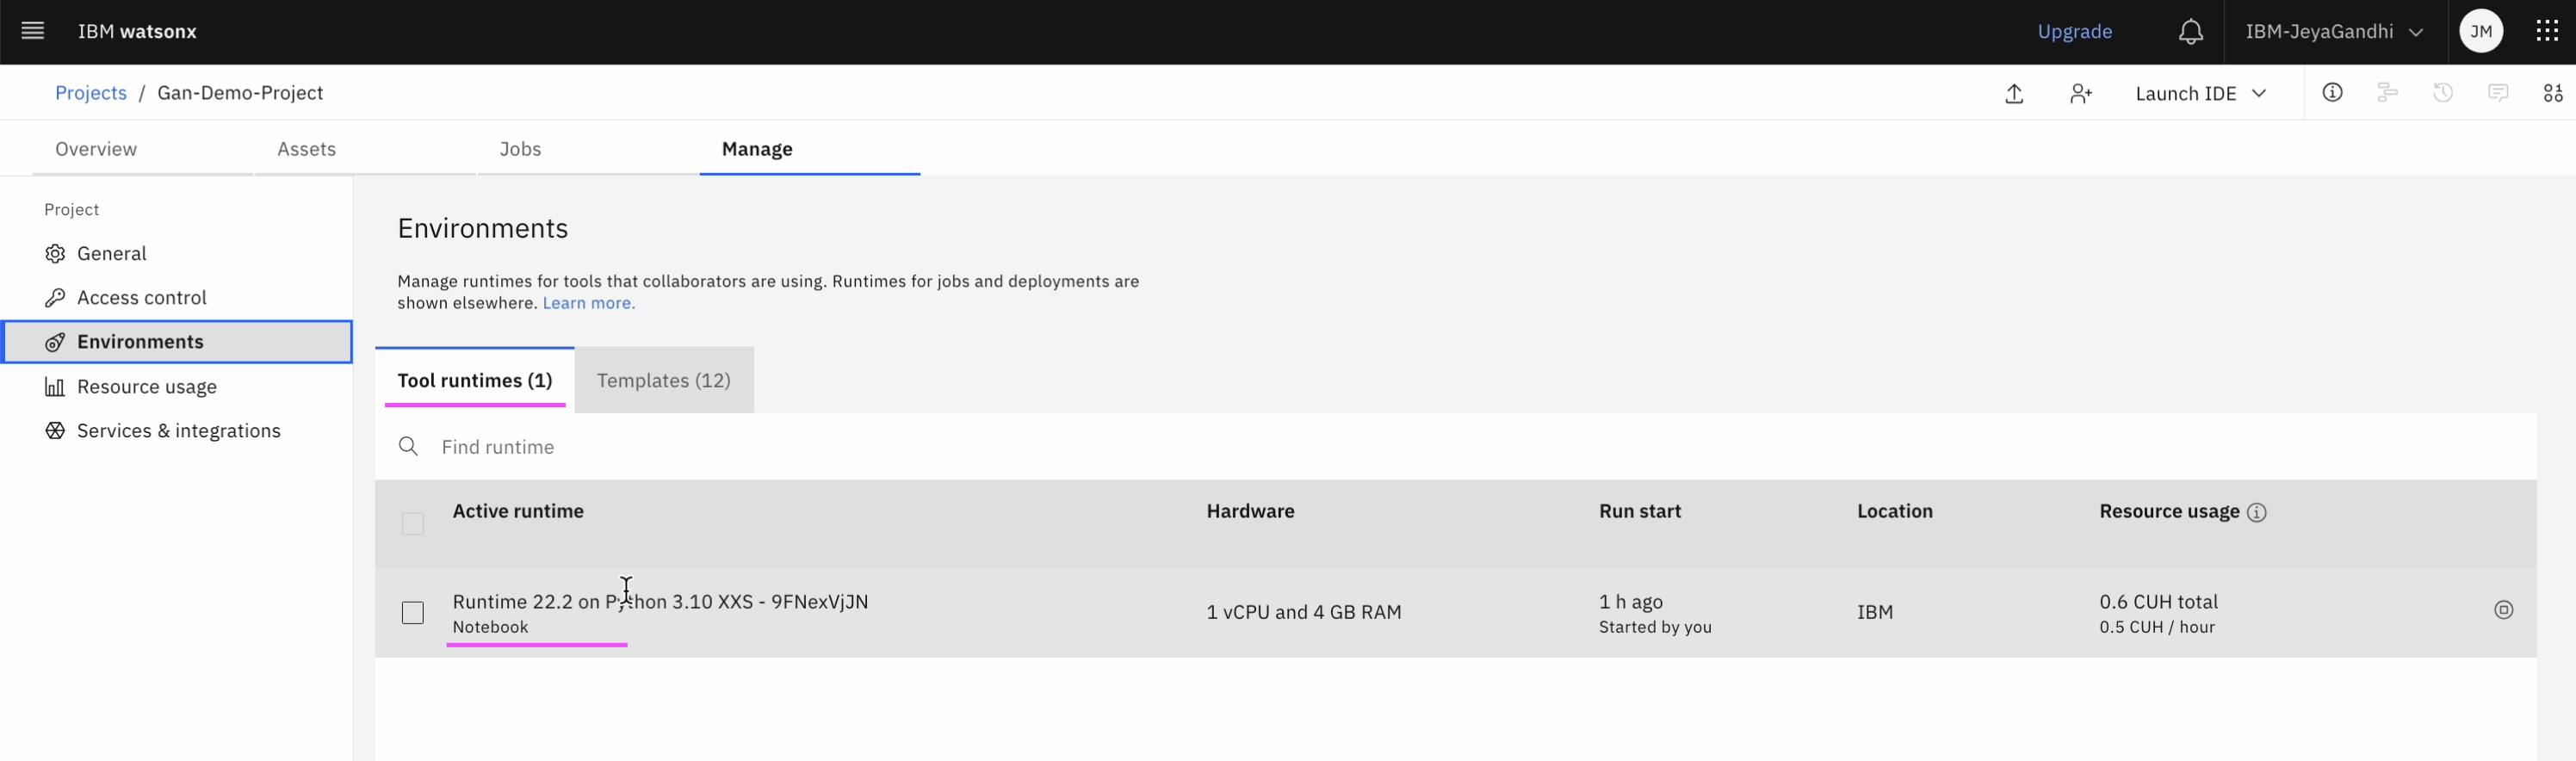 IBM watsonx
Upgrade
IBM-JeyaGandhi
JM
Projects / Gan-Demo-Project
Launch IDE
Overview
Assets
Jobs
Manage
Project
General
Access control
Environments
Resource usage
Services & integrations
Environments
Manage runtimes for tools that collaborators are using. Runtimes for jobs and deployments are
shown elsewhere. Learn more.
Tool runtimes (1)
Templates (12)
Find runtime
Active runtime
Hardware
Run start
Location
Resource usage
Runtime 22.2 on Python 3.10 XXS - 9FNexVjJN
Notebook
1 vCPU and 4 GB RAM
1 h ago
Started by you
IBM
0.6 CUH total
0.5 CUH / hour